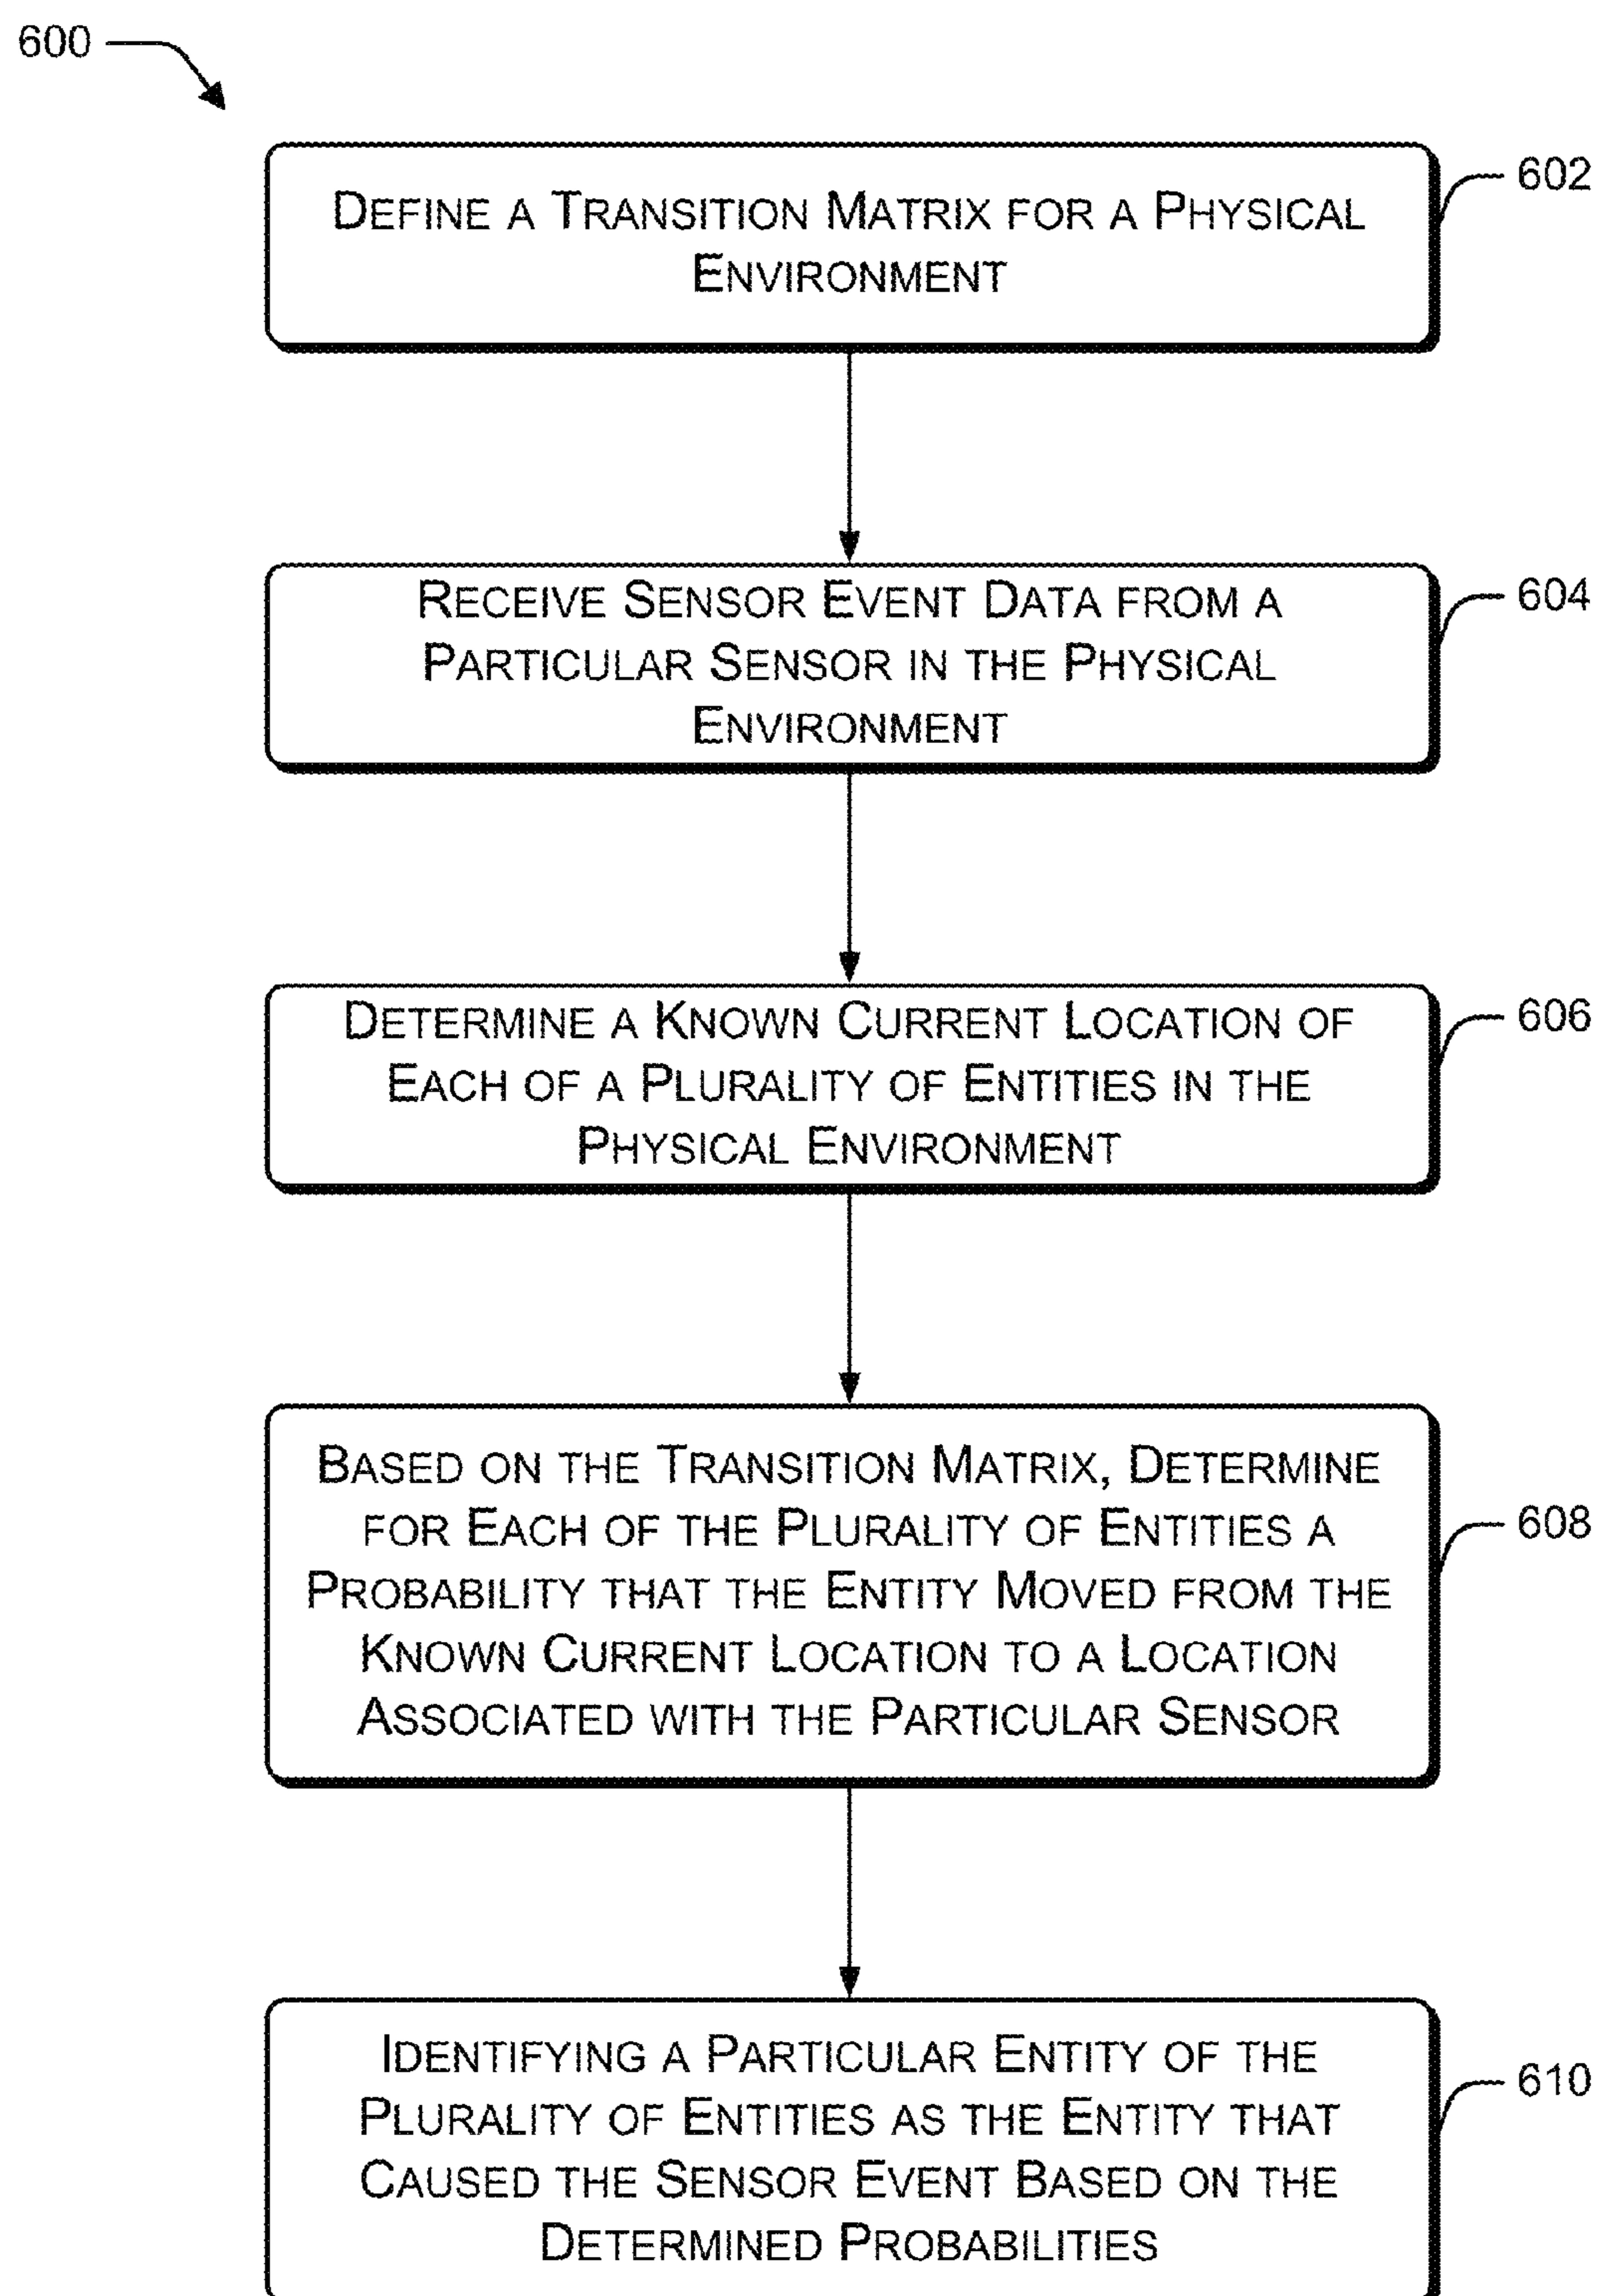 600
DEFINE A TRANSITION MATRIX FOR A PHYSICAL
ENVIRONMENT
602
RECEIVE SENSOR EVENT DATA FROM A
PARTICULAR SENSOR IN THE PHYSICAL
ENVIRONMENT
604
DETERMINE A KNOWN CURRENT LOCATION OF
EACH OF A PLURALITY OF ENTITIES IN THE
PHYSICAL ENVIRONMENT
606
BASED ON THE TRANSITION MATRIX, DETERMINE
FOR EACH OF THE PLURALITY OF ENTITIES A
PROBABILITY THAT THE ENTITY MOVED FROM THE
KNOWN CURRENT LOCATION TO A LOCATION
ASSOCIATED WITH THE PARTICULAR SENSOR
608
IDENTIFYING A PARTICULAR ENTITY OF THE
PLURALITY OF ENTITIES AS THE ENTITY THAT
CAUSED THE SENSOR EVENT BASED ON THE
DETERMINED PROBABILITIES
610